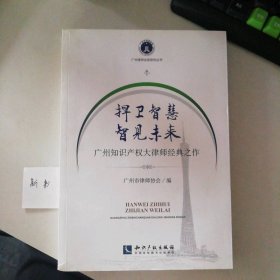 广州律师业务研究丛书
捍卫智慧
智见未来
广州知识产权大律师经典之作
广州市律师协会/编
新书
HANWEI ZHIHUI
ZHIJIAN WEILAI
知识产权出版社